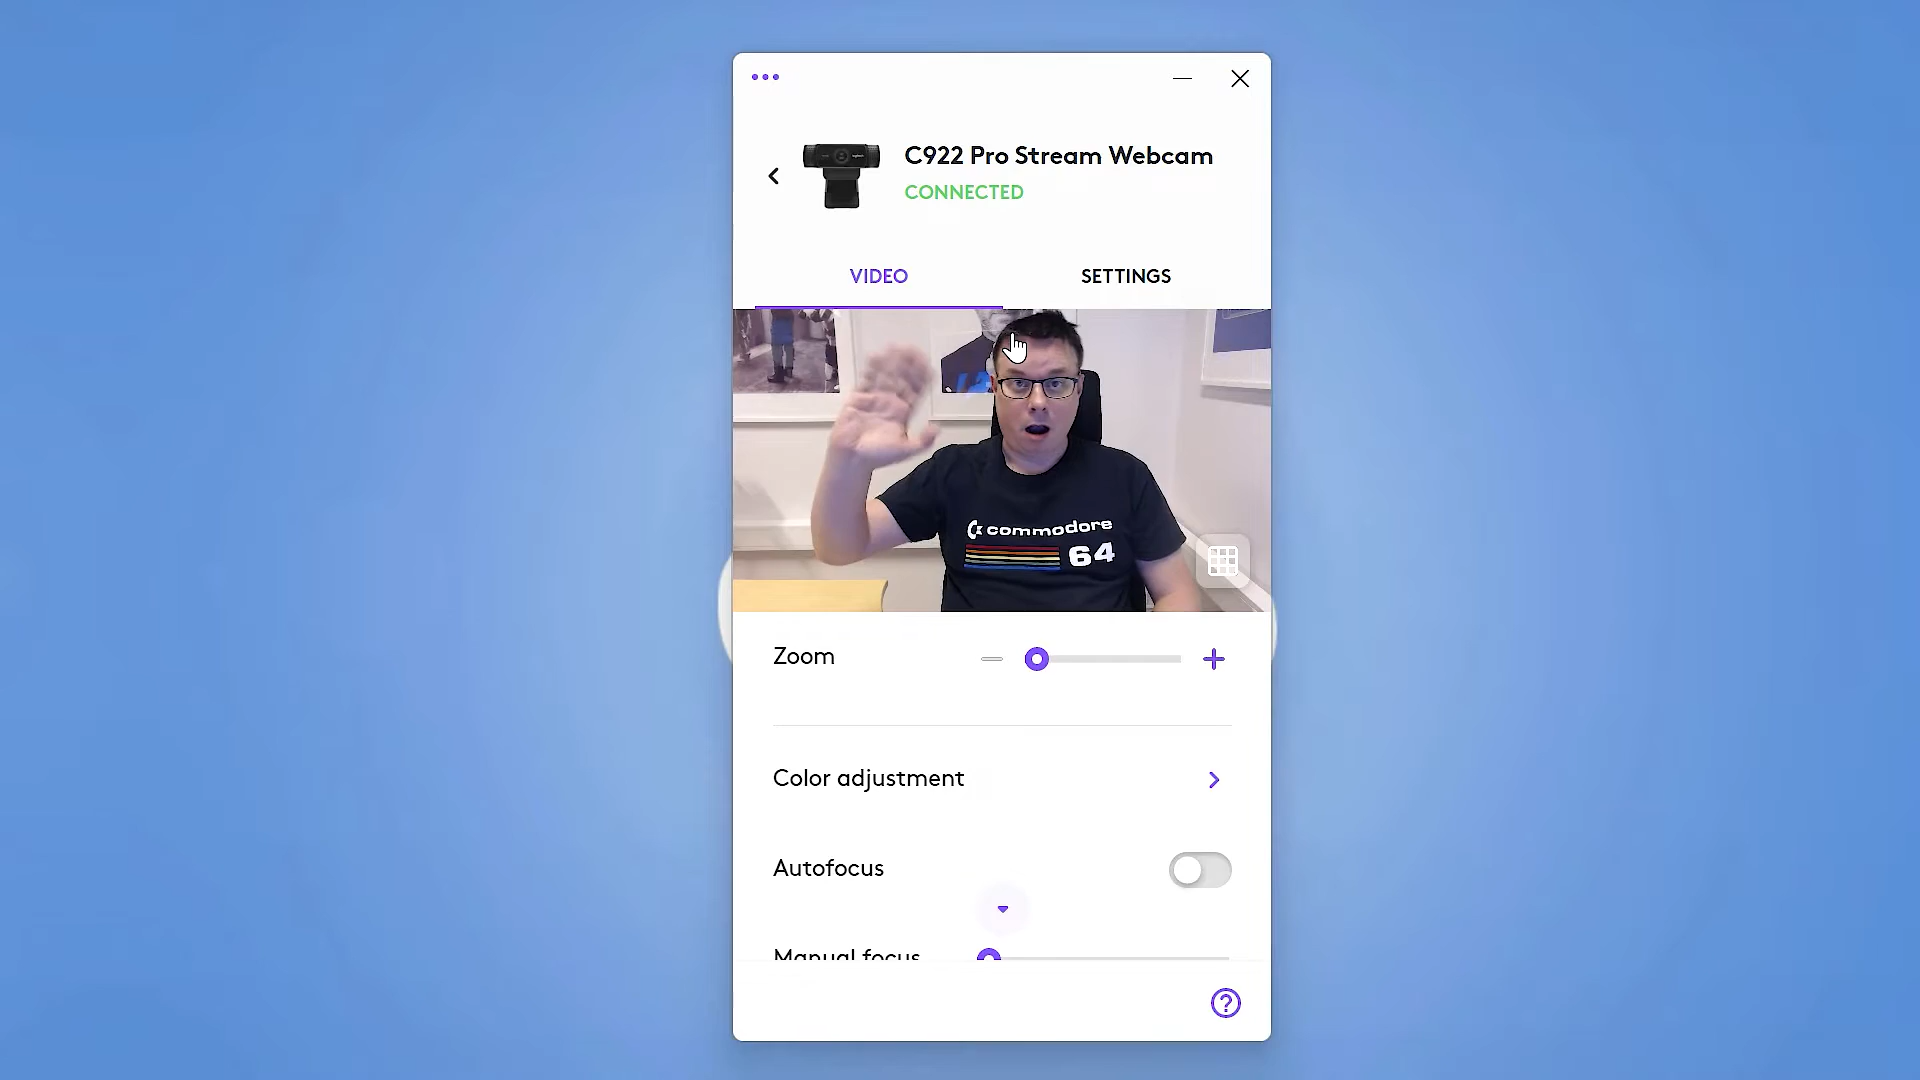 C922 Pro Stream Webcam
CONNECTED
VIDEO
SETTINGS
commodore
64
Zoom
Color adjustment
Autofocus
Manual focus